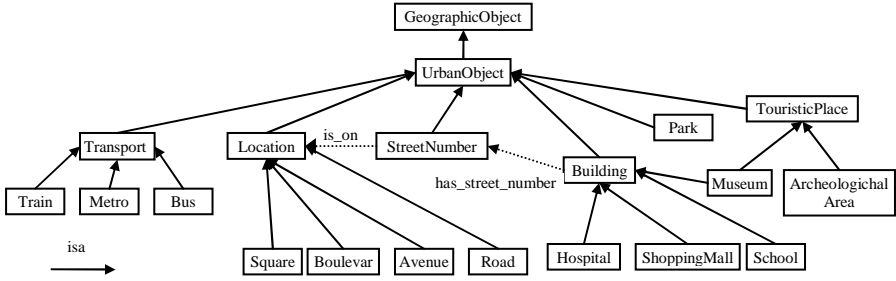 GeographicObject
UrbanObject
TouristicPlace
Park
is_on
Transport
Location
StreetNumber
has_street_number
Building
Museum
Archeologichal
Area
Train
Metro
Bus
isa
Square
Boulevar
Avenue
Road
Hospital
ShoppingMall
School